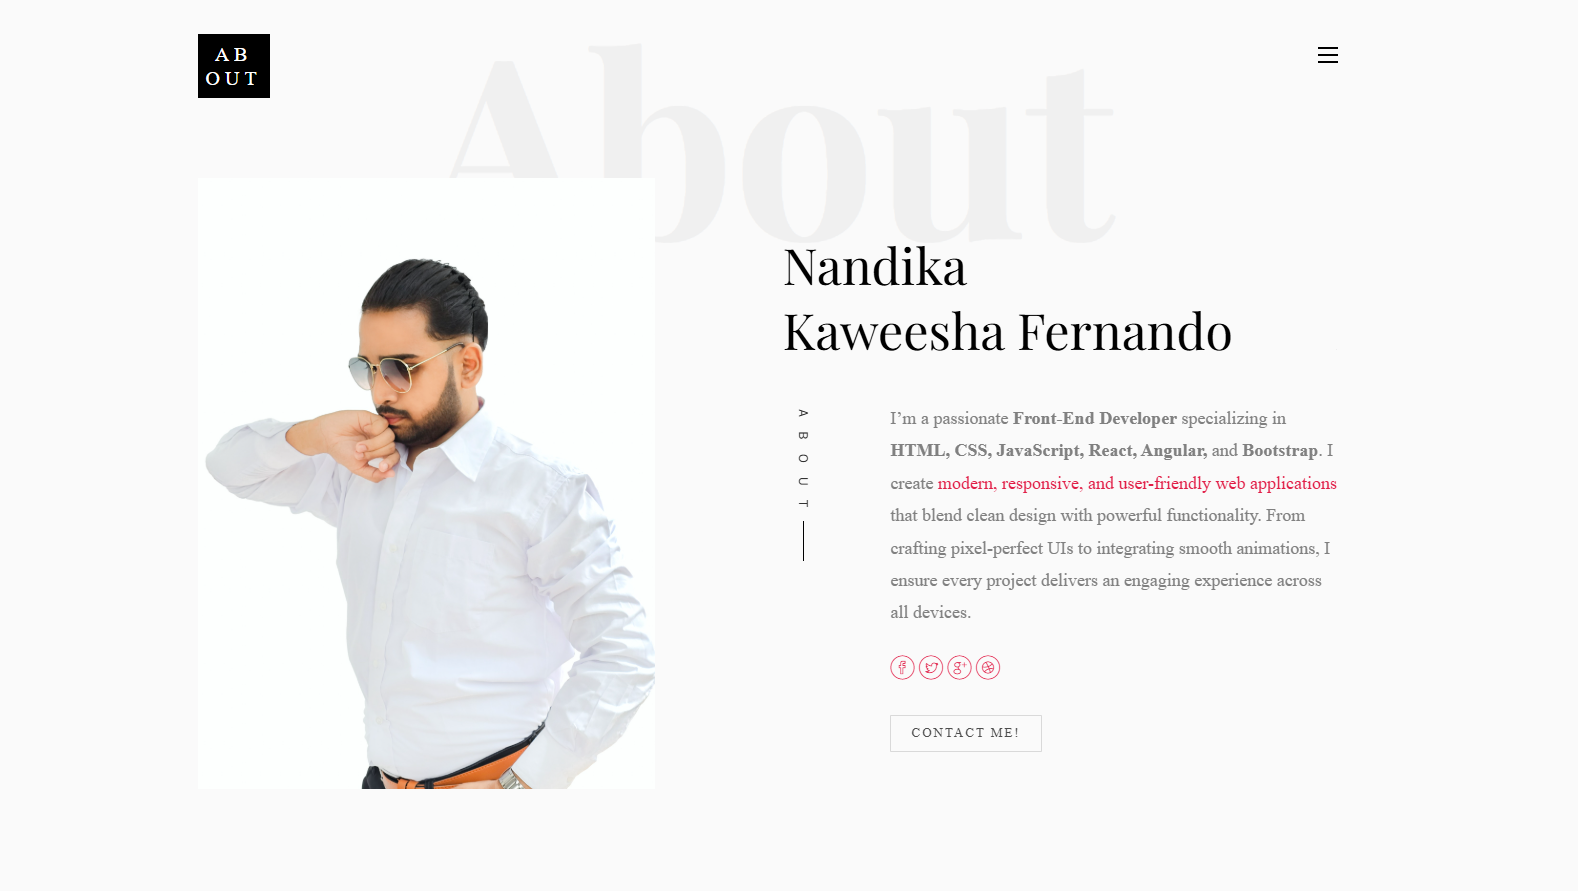 AB
OUT
About
Nandika
Kaweesha Fernando
ABOUT
I’m a passionate Front-End Developer specializing in
HTML, CSS, JavaScript, React, Angular, and Bootstrap. I
create modern, responsive, and user-friendly web applications
that blend clean design with powerful functionality. From
crafting pixel-perfect UIs to integrating smooth animations, I
ensure every project delivers an engaging experience across
all devices.
CONTACT ME!